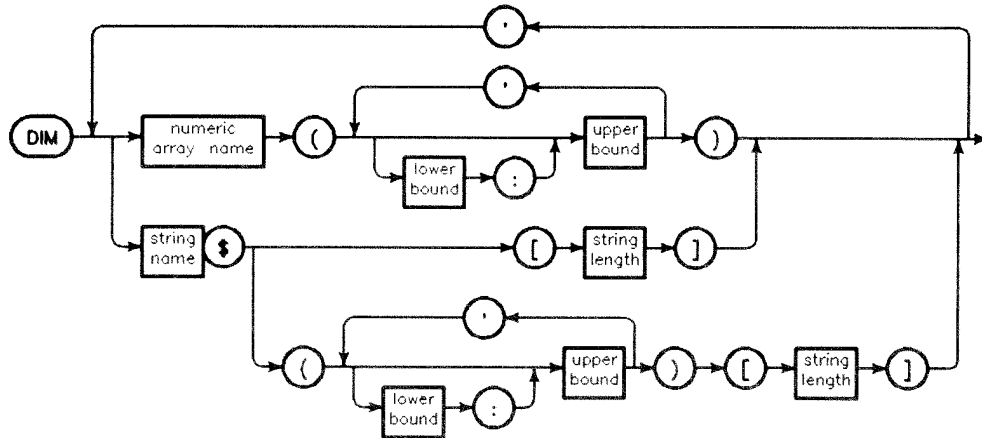 ,
,
DIM
numeric
array name
(
upper
bound
)
lower
bound
:
string
name
$
[
string
length
]
,
(
upper
bound
)
[
string
length
]
lower
bound
: